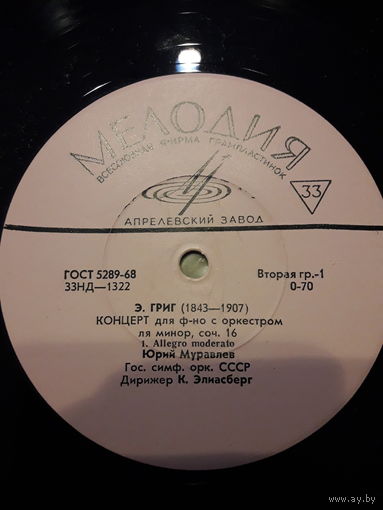 МЕЛОДИЯ
ВСЕСОЮЗНАЯ ФИРМА ГРАМПЛАСТИНОК
33
АПРЕЛЕВСКИЙ ЗАВОД
ГОСТ 5289-68
Вторая гр.-1
33НД—1322
0-70
Э. ГРИГ (1843—1907)
КОНЦЕРТ для ф-но с оркестром
ля минор, соч. 16
1. Allegro moderato
Юрий Муравлев
Гос. симф. орк. СССР
Дирижер К. Элиасберг
www.ay.by